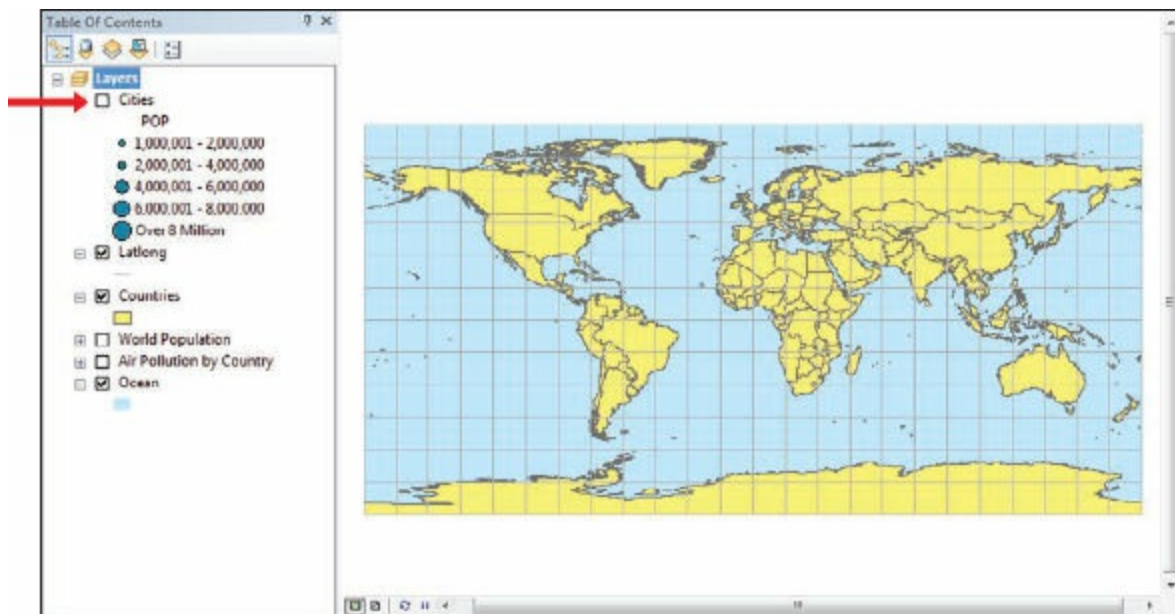 Table Of Contents
Layers
Cities
POP
1,000,001 - 2,000,000
2,000,001 - 4,000,000
4,000,001 - 6,000,000
6,000,001 - 8,000,000
Over 8 Million
Latlong
Countries
World Population
Air Pollution by Country
Ocean